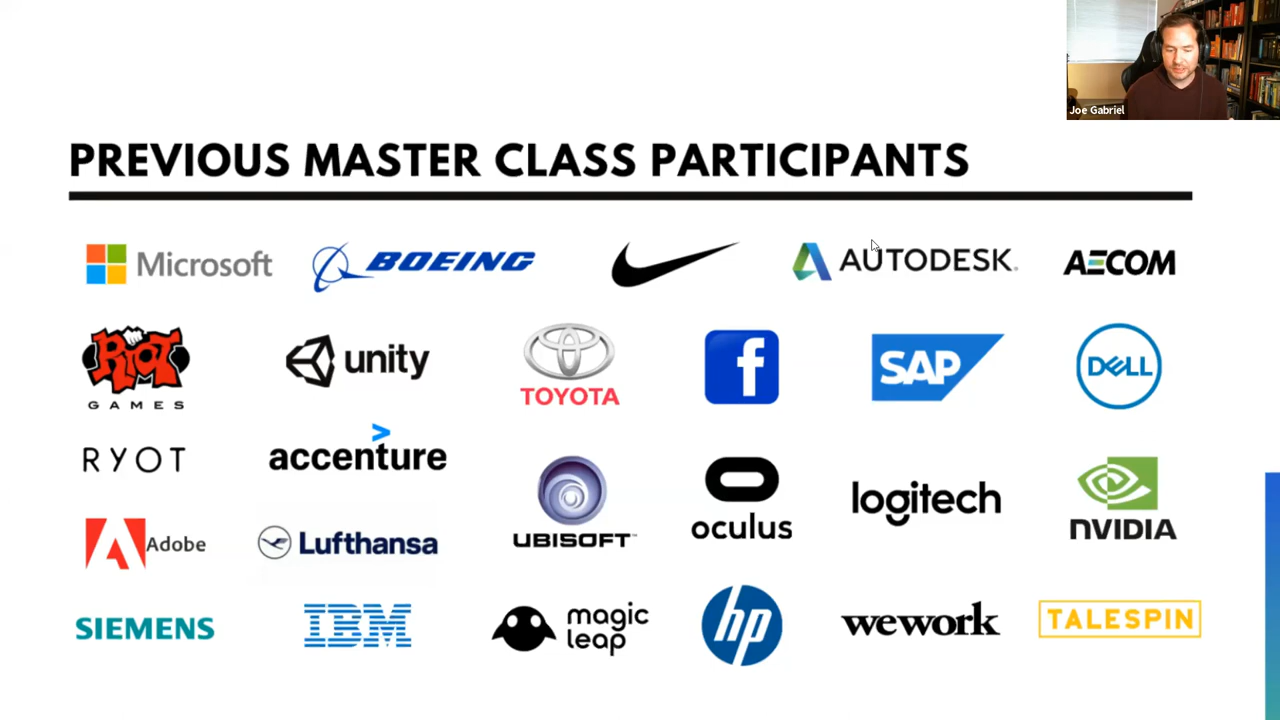 Joe Gabriel
PREVIOUS MASTER CLASS PARTICIPANTS
Microsoft
BOEING
AUTODESK.
AECOM
RIOT
GAMES
unity
TOYOTA
f
SAP
DELL
RYOT
>
accenture
UBISOFT™
oculus
logitech
NVIDIA
Adobe
Lufthansa
SIEMENS
IBM
magic
leap
hp
wework
TALESPIN